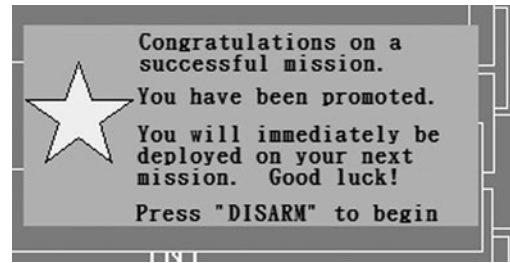 Congratulations on a
successful mission.
You have been promoted.
You will immediately be
deployed on your next
mission.  Good luck!
Press "DISARM" to begin